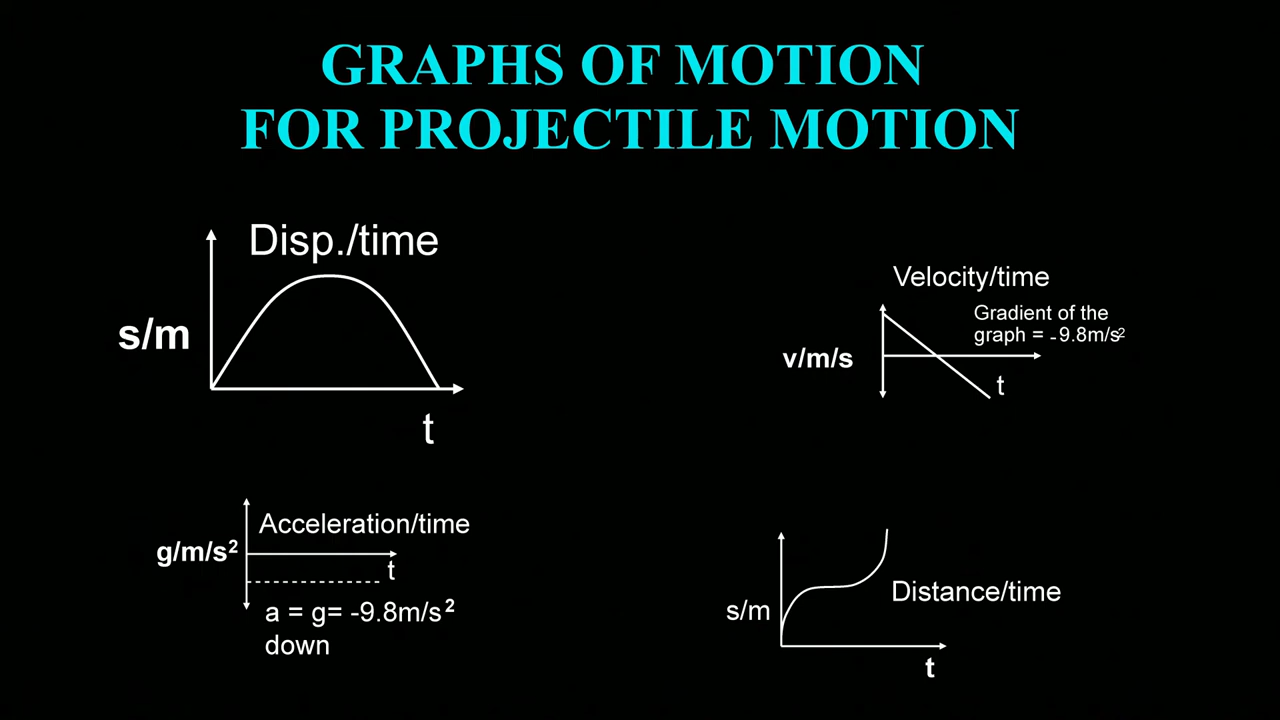 GRAPHS OF MOTION
FOR PROJECTILE MOTION
Disp./time
s/m
t
Velocity/time
Gradient of the
graph = -9.8m/s²
v/m/s
t
Acceleration/time
g/m/s²
t
a = g= -9.8m/s²
down
Distance/time
s/m
t